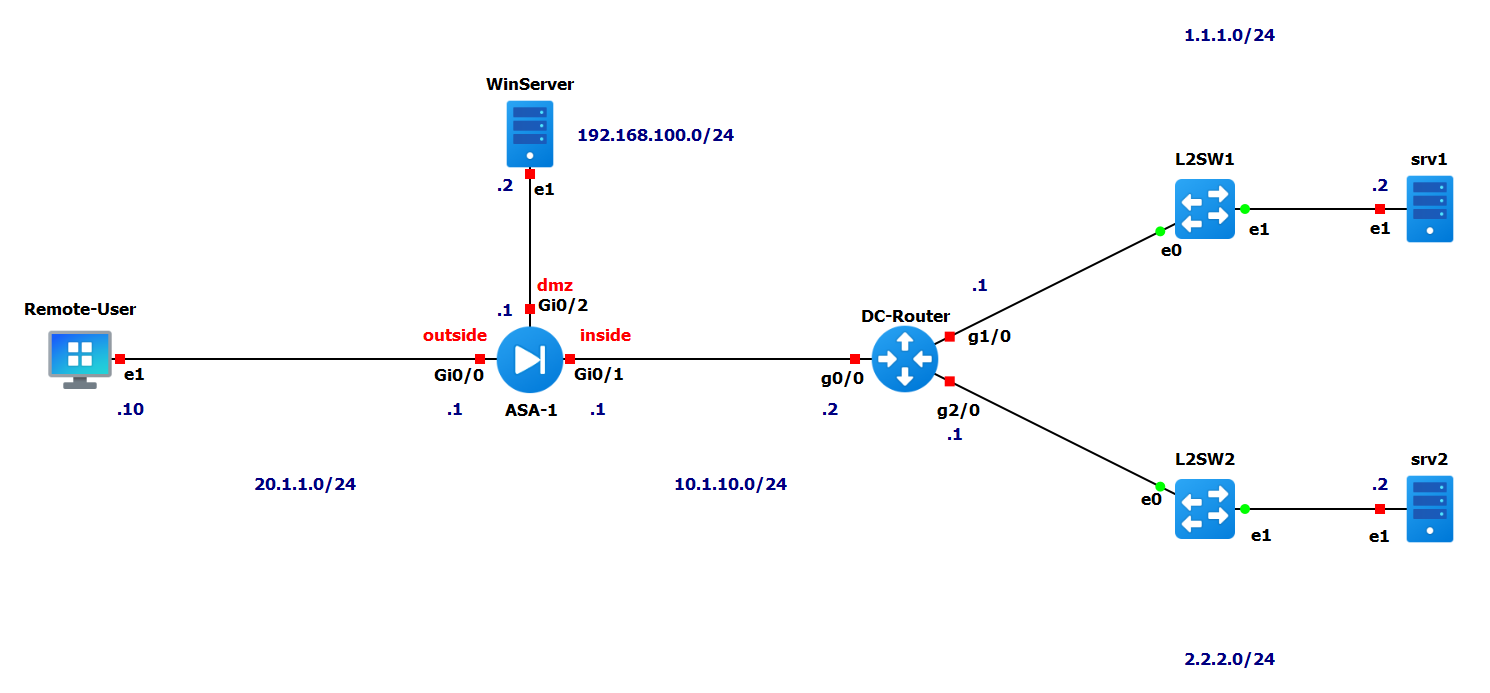 1.1.1.0/24
WinServer
192.168.100.0/24
.2
e1
L2SW1
srv1
.2
e1
e1
e0
dmz
Gi0/2
.1
.1
Remote-User
outside
inside
DC-Router
g1/0
e1
Gi0/0
Gi0/1
g0/0
.10
.1
ASA-1
.1
.2
g2/0
.1
L2SW2
srv2
20.1.1.0/24
10.1.10.0/24
.2
e0
e1
e1
2.2.2.0/24